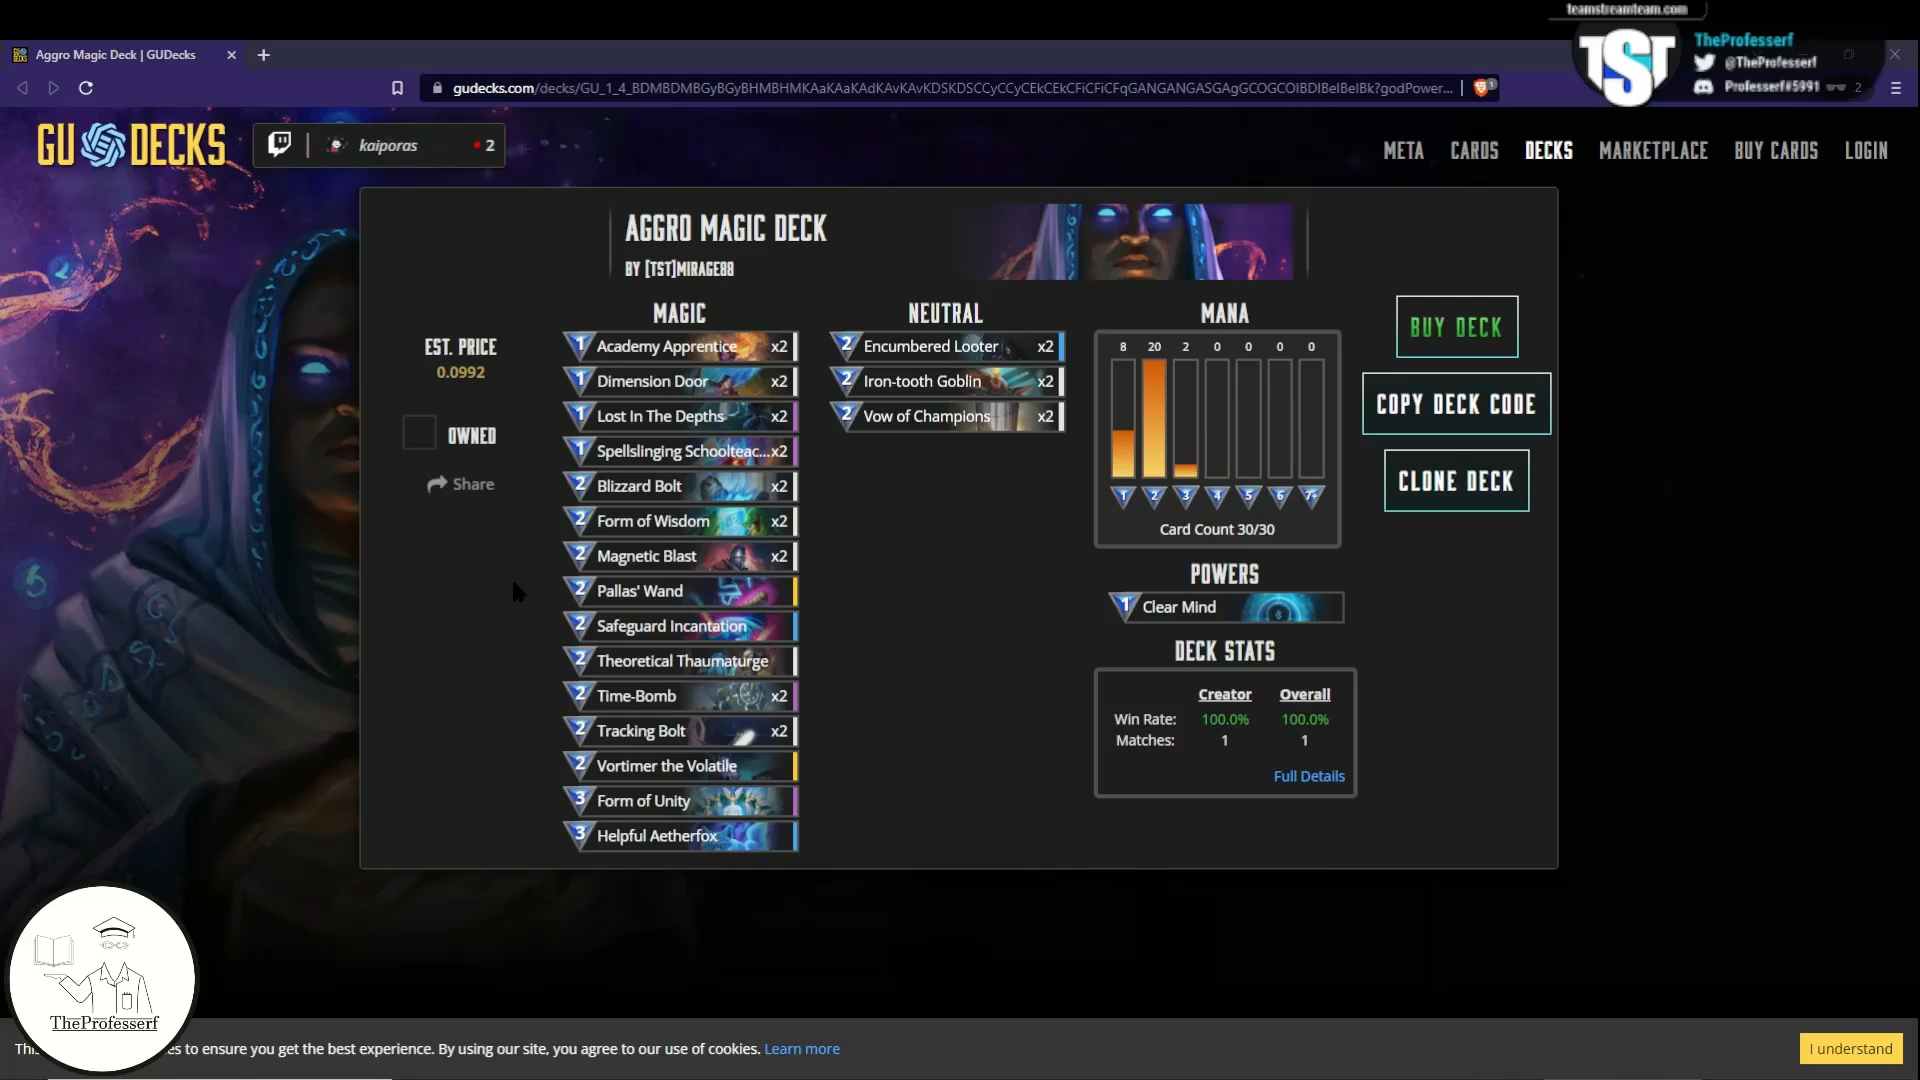 teamstreamteam.com
TST
TheProfesserf
@TheProfesserf
Professerf#5991
2
Aggro Magic Deck | GUDecks
gudecks.com/decks/GU_1_4_BDMBDMBGyBGyBHMBHMKAaKAaKAdKAvKAvKDSKDSCCyCCyCEkCEkCFiCFiCFqGANGANGASGAgGCOGCOIBDIBeIBeIBk?godPower...
1
GU DECKS
kaiporas
2
META
CARDS
DECKS
MARKETPLACE
BUY CARDS
LOGIN
AGGRO MAGIC DECK
BY [TST]MIRAGE88
EST. PRICE
0.0992
OWNED
Share
MAGIC
1 Academy Apprentice x2
1 Dimension Door x2
1 Lost In The Depths x2
1 Spellslinging Schoolteac...x2
2 Blizzard Bolt x2
2 Form of Wisdom x2
2 Magnetic Blast x2
2 Pallas' Wand
2 Safeguard Incantation
2 Theoretical Thaumaturge
2 Time-Bomb x2
2 Tracking Bolt x2
2 Vortimer the Volatile
3 Form of Unity
3 Helpful Aetherfox
NEUTRAL
2 Encumbered Looter x2
2 Iron-tooth Goblin x2
2 Vow of Champions x2
MANA
8 20 2 0 0 0 0
1 2 3 4 5 6 7+
Card Count 30/30
POWERS
1 Clear Mind
DECK STATS
Creator Overall
Win Rate: 100.0% 100.0%
Matches: 1 1
Full Details
BUY DECK
COPY DECK CODE
CLONE DECK
TheProfesserf
This es to ensure you get the best experience. By using our site, you agree to our use of cookies. Learn more
I understand